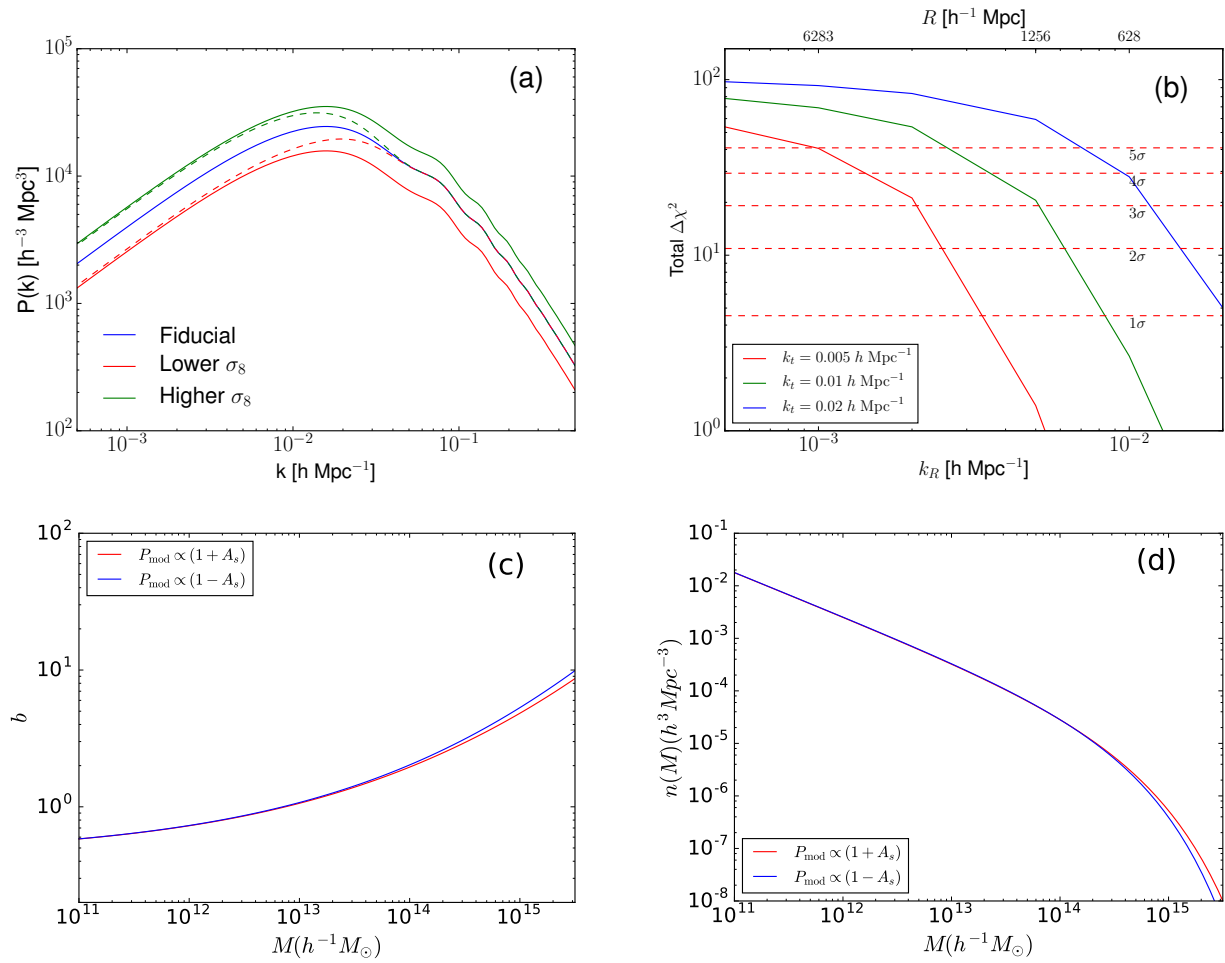 (a)
10^5
10^4
10^3
10^2
P(k) [h^{-3} Mpc^3]
Fiducial
Lower σ_8
Higher σ_8
10^{-3} 10^{-2} 10^{-1}
k [h Mpc^{-1}]
R [h^{-1} Mpc]
6283 1256 628
(b)
10^2
10^1
10^0
Total Δχ^2
5σ
4σ
3σ
2σ
1σ
k_t = 0.005 h Mpc^{-1}
k_t = 0.01 h Mpc^{-1}
k_t = 0.02 h Mpc^{-1}
10^{-3} 10^{-2}
k_R [h Mpc^{-1}]
(c)
P_mod ∝ (1 + A_s)
P_mod ∝ (1 − A_s)
10^2
10^1
10^0
b
10^{11} 10^{12} 10^{13} 10^{14} 10^{15}
M(h^{-1}M_⊙)
(d)
10^{-1}
10^{-2}
10^{-3}
10^{-4}
10^{-5}
10^{-6}
10^{-7}
10^{-8}
n(M)(h^3Mpc^{-3})
P_mod ∝ (1 + A_s)
P_mod ∝ (1 − A_s)
10^{11} 10^{12} 10^{13} 10^{14} 10^{15}
M(h^{-1}M_⊙)